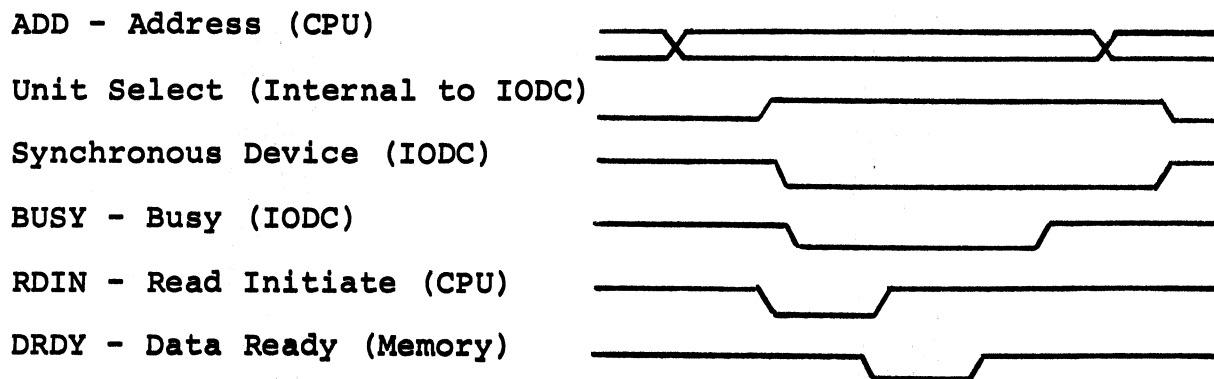 ADD - Address (CPU)
Unit Select (Internal to IODC)
Synchronous Device (IODC)
BUSY - Busy (IODC)
RDIN - Read Initiate (CPU)
DRDY - Data Ready (Memory)